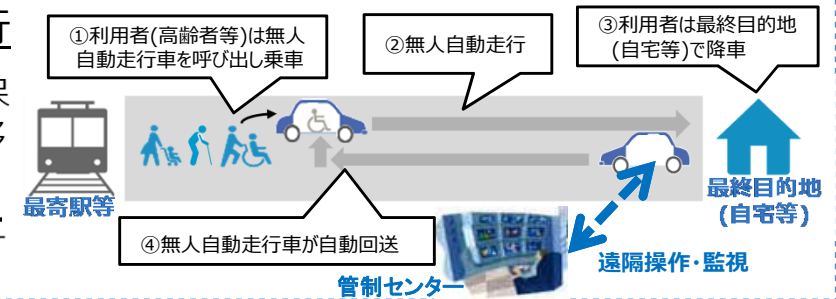 行
①利用者(高齢者等)は無人
自動走行車を呼び出し乗車
②無人自動走行
③利用者は最終目的地
(自宅等)で降車
最寄駅等
最終目的地
(自宅等)
④無人自動走行車が自動回送
遠隔操作・監視
管制センター